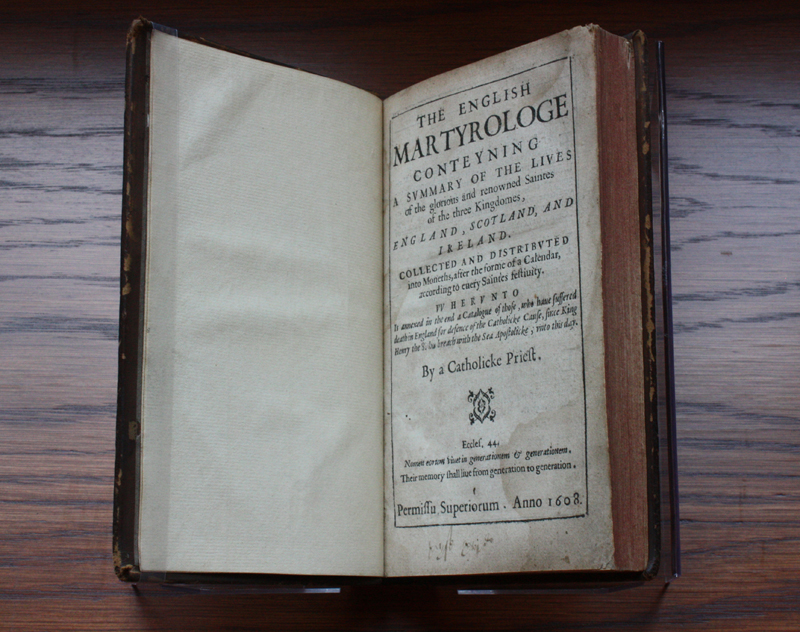 THE ENGLISH
MARTYROLOGE
CONTEYNING
A SVMMARY OF THE LIVES
of the glorious and renowned Saintes
of the three Kingdomes,
ENGLAND, SCOTLAND, AND
IRELAND.
COLLECTED AND DISTRIBVTED
into Moneths, after the forme of a Calendar,
according to euery Saintes festiuity.
VVHERVNTO
Is annexed in the end a Catalogue of those, who haue suffered
death in England for defence of the Catholicke Cause, since King
Henry the 8. his breach with the Sea Apostolicke; vnto this day.
By a Catholicke Priest.
Eccles. 44.
Nomen eorum viuet in generationem & generationem.
Their memory shall liue from generation to generation.
Permissu Superiorum. Anno 1608.